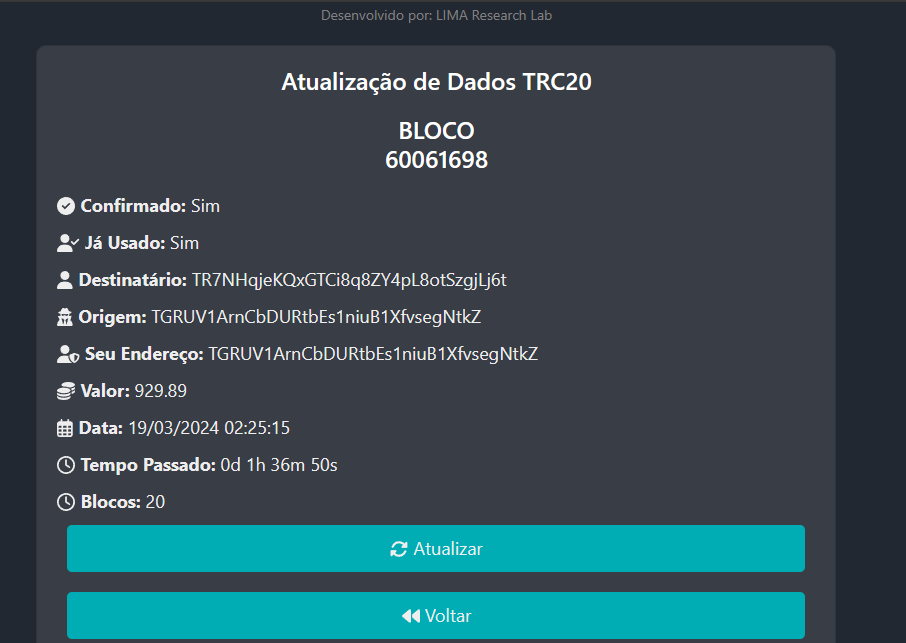 Desenvolvido por: LIMA Research Lab
Atualização de Dados TRC20
BLOCO
60061698
Confirmado: Sim
Já Usado: Sim
Destinatário: TR7NHqjeKQxGTCi8q8ZY4pL8otSzgjLj6t
Origem: TGRUV1ArnCbDURtbEs1niuB1XfvsegNtkZ
Seu Endereço: TGRUV1ArnCbDURtbEs1niuB1XfvsegNtkZ
Valor: 929.89
Data: 19/03/2024 02:25:15
Tempo Passado: 0d 1h 36m 50s
Blocos: 20
Atualizar
Voltar